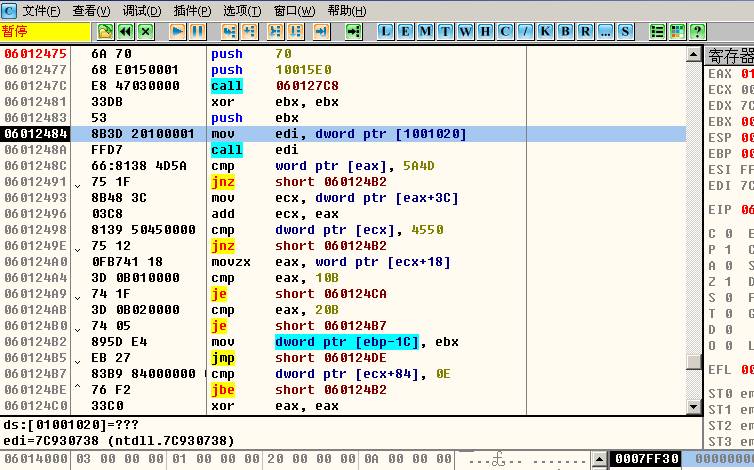 C 文件(F) 查看(V) 调试(D) 插件(P) 选项(T) 窗口(W) 帮助(H)
暂停 L E M T W H C / K B R ... S ?
06012475 6A 70 push 70
06012477 68 E0150001 push 10015E0
0601247C E8 47030000 call 060127C8
06012481 33DB xor ebx, ebx
06012483 53 push ebx
06012484 8B3D 20100001 mov edi, dword ptr [1001020]
0601248A FFD7 call edi
0601248C 66:8138 4D5A cmp word ptr [eax], 5A4D
06012491 75 1F jnz short 060124B2
06012493 8B48 3C mov ecx, dword ptr [eax+3C]
06012496 03C8 add ecx, eax
06012498 8139 50450000 cmp dword ptr [ecx], 4550
0601249E 75 12 jnz short 060124B2
060124A0 0FB741 18 movzx eax, word ptr [ecx+18]
060124A4 3D 0B010000 cmp eax, 10B
060124A9 74 1F je short 060124CA
060124AB 3D 0B020000 cmp eax, 20B
060124B0 74 05 je short 060124B7
060124B2 895D E4 mov dword ptr [ebp-1C], ebx
060124B5 EB 27 jmp short 060124DE
060124B7 83B9 84000000 cmp dword ptr [ecx+84], 0E
060124BE 76 F2 jbe short 060124B2
060124C0 33C0 xor eax, eax
ds:[01001020]=???
edi=7C930738 (ntdll.7C930738)
06014000 03 00 00 00 01 00 00 00 20 00 00 00 0A 00 00 00
0007FF30 0000000
寄存器
EAX 01
ECX 00
EDX 7C
EBX 00
ESP 00
EBP 00
ESI FF
EDI 7C
EIP 06
C 0 E
P 1 C
A 0 S
Z 1 D
S 0 F
T 0 G
D 0
O 0 L
EFL 00
ST0 em
ST1 em
ST2 em
ST3 em